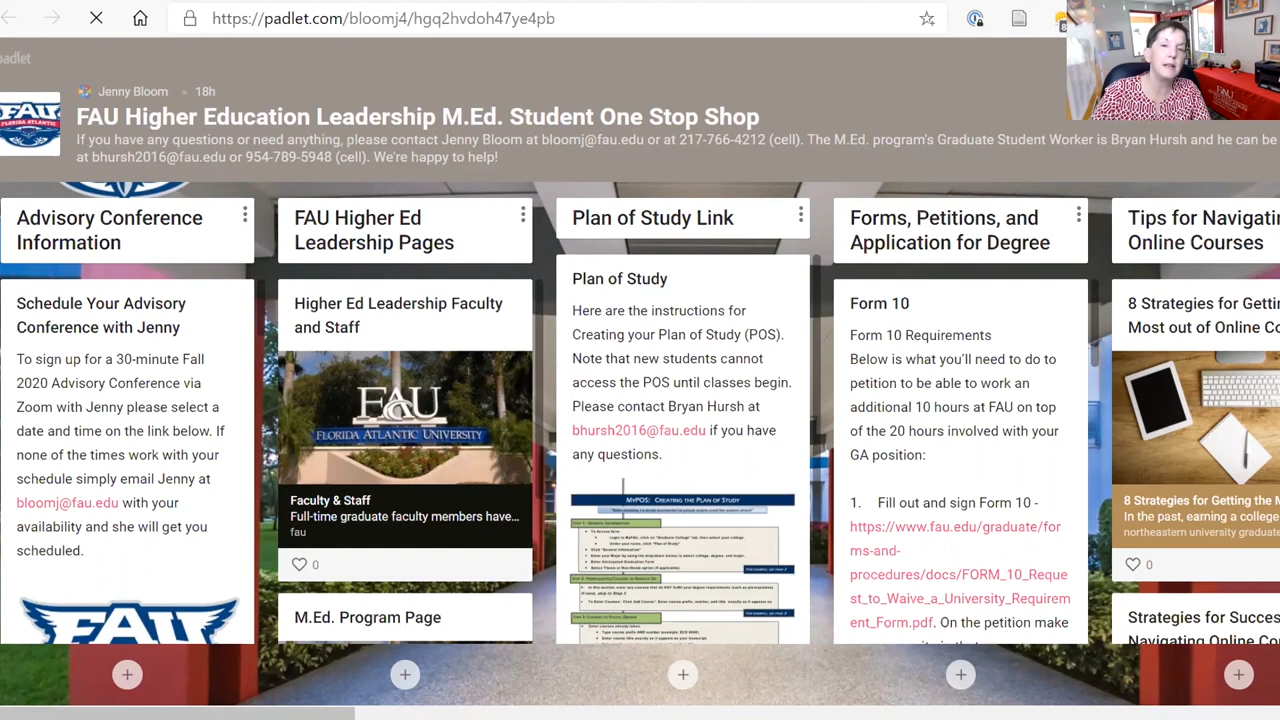 https://padlet.com/bloomj4/hgq2hvdoh47ye4pb
8
padlet
Jenny Bloom • 18h
FAU
FLORIDA ATLANTIC
FAU Higher Education Leadership M.Ed. Student One Stop Shop
If you have any questions or need anything, please contact Jenny Bloom at bloomj@fau.edu or at 217-766-4212 (cell). The M.Ed. program's Graduate Student Worker is Bryan Hursh and he can be
at bhursh2016@fau.edu or 954-789-5948 (cell). We're happy to help!
Advisory Conference
Information
Schedule Your Advisory
Conference with Jenny
To sign up for a 30-minute Fall
2020 Advisory Conference via
Zoom with Jenny please select a
date and time on the link below. If
none of the times work with your
schedule simply email Jenny at
bloomj@fau.edu with your
availability and she will get you
scheduled.
FAU
FAU Higher Ed
Leadership Pages
Higher Ed Leadership Faculty
and Staff
FAU
FLORIDA ATLANTIC UNIVERSITY
Faculty & Staff
Full-time graduate faculty members have...
fau
0
M.Ed. Program Page
Plan of Study Link
Plan of Study
Here are the instructions for
Creating your Plan of Study (POS).
Note that new students cannot
access the POS until classes begin.
Please contact Bryan Hursh at
bhursh2016@fau.edu if you have
any questions.
MyPOS: Creating the Plan of Study
Forms, Petitions, and
Application for Degree
Form 10
Form 10 Requirements
Below is what you'll need to do to
petition to be able to work an
additional 10 hours at FAU on top
of the 20 hours involved with your
GA position:
1. Fill out and sign Form 10 -
https://www.fau.edu/graduate/for
ms-and-
procedures/docs/FORM_10_Reque
st_to_Waive_a_University_Requirem
ent_Form.pdf. On the petition, the
Tips for Navigati
Online Courses
8 Strategies for Getting
Most out of Online Co
8 Strategies for Getting the M
In the past, earning a college
northeastern university graduate
0
Strategies for Succes
Navigating Online Co